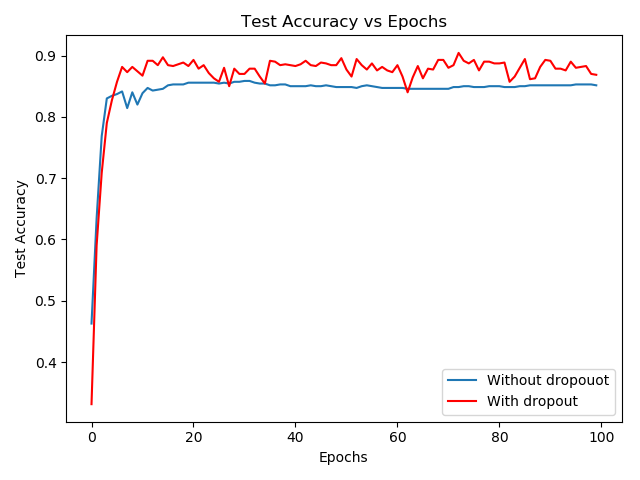 Test Accuracy vs Epochs
Test Accuracy
0.9
0.8
0.7
0.6
0.5
0.4
0 20 40 60 80 100
Epochs
Without dropouot
With dropout